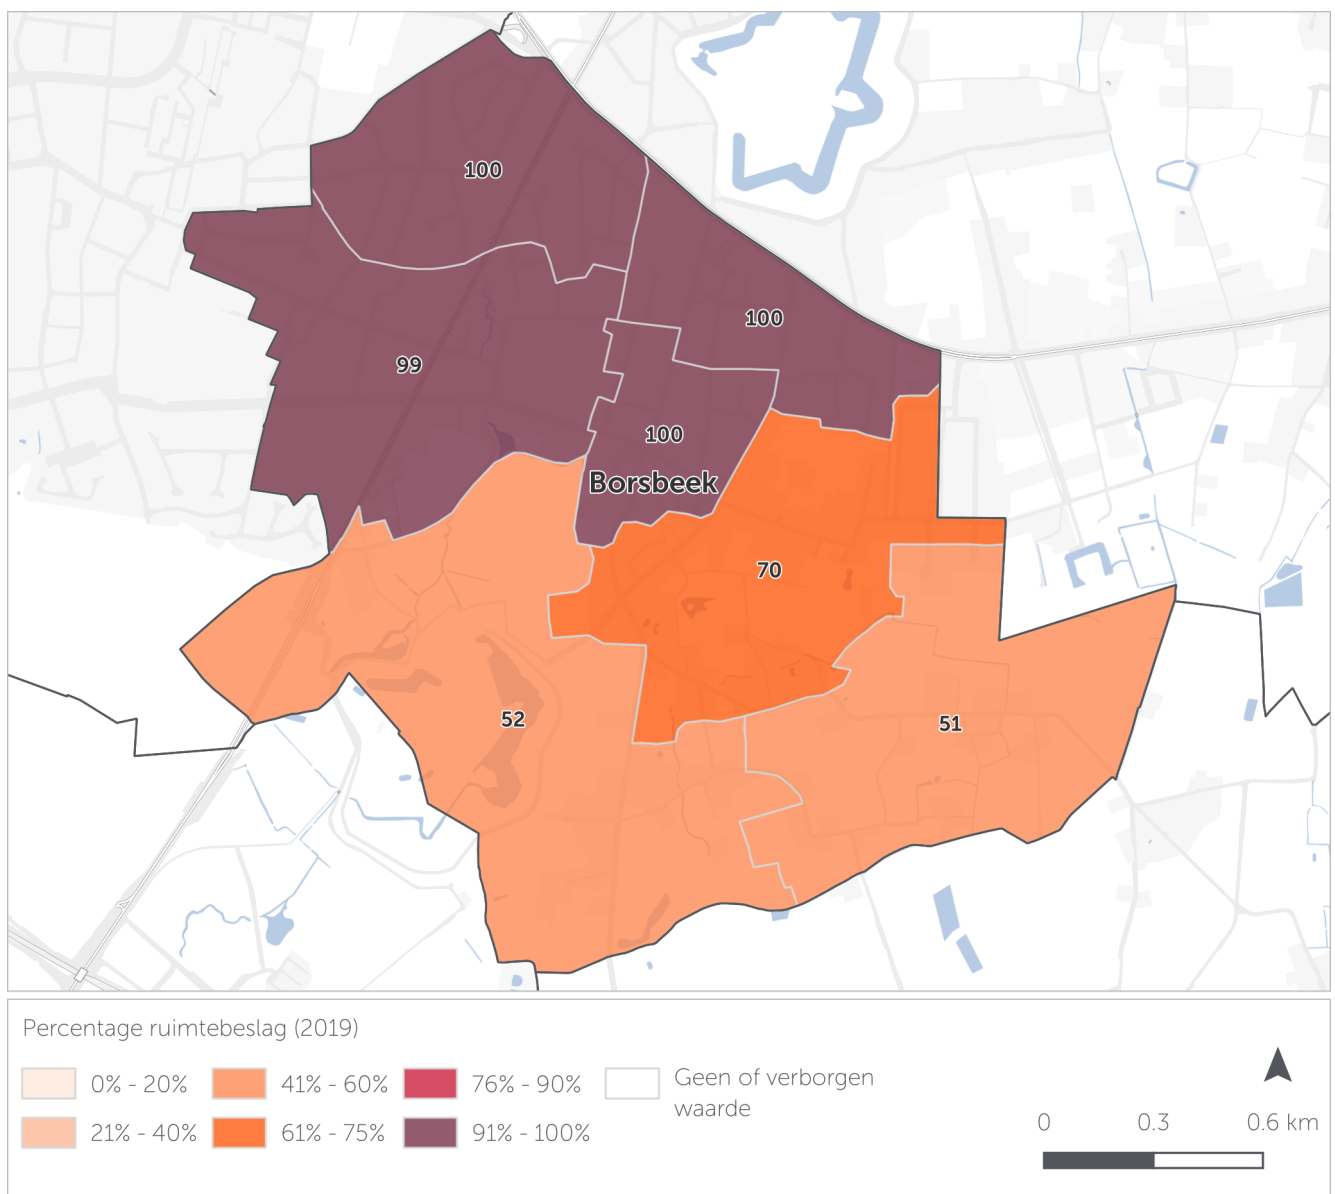 100
100
99
100
Borsbeek
70
52
51
Percentage ruimtebeslag (2019)
0% - 20%
41% - 60%
76% - 90%
Geen of verborgen
waarde
21% - 40%
61% - 75%
91% - 100%
0 0.3 0.6 km